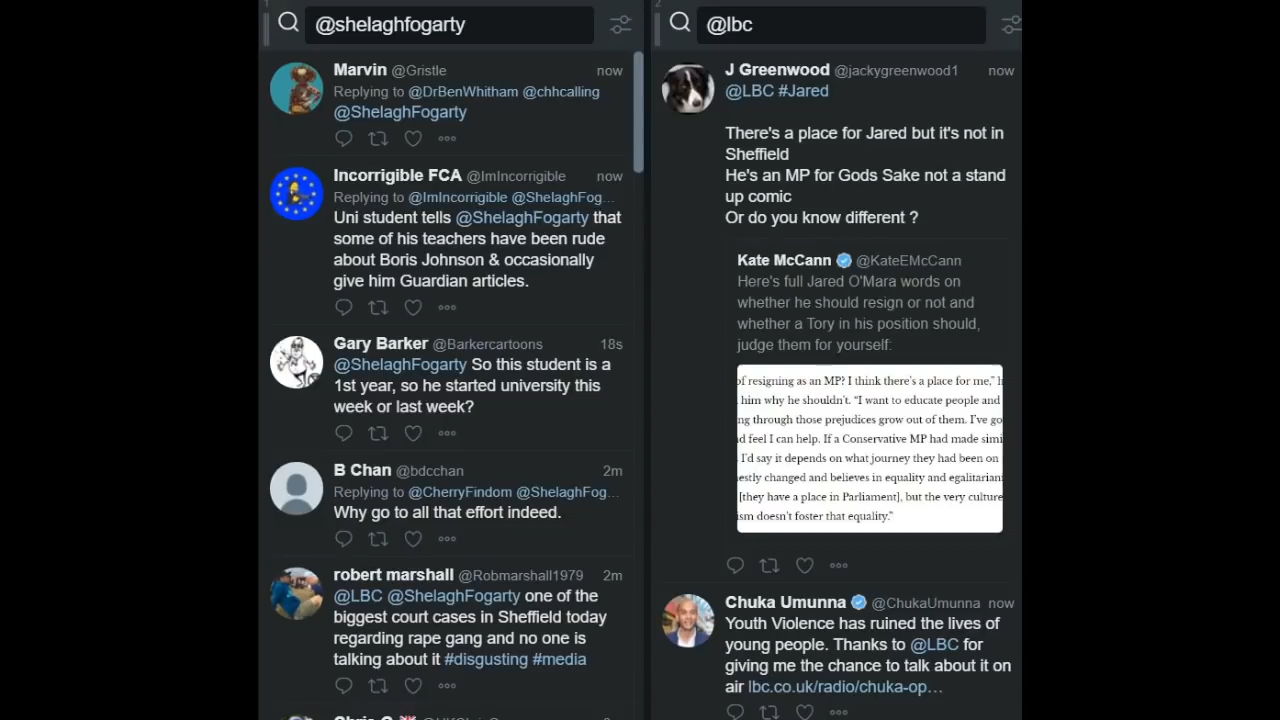 1
@shelaghfogarty
Marvin @Gristle now
Replying to @DrBenWhitham @chhcalling
@ShelaghFogarty
Incorrigible FCA @ImIncorrigible now
Replying to @ImIncorrigible @ShelaghFog...
Uni student tells @ShelaghFogarty that
some of his teachers have been rude
about Boris Johnson & occasionally
give him Guardian articles.
Gary Barker @Barkercartoons 18s
@ShelaghFogarty So this student is a
1st year, so he started university this
week or last week?
B Chan @bdcchan 2m
Replying to @CherryFindom @ShelaghFog...
Why go to all that effort indeed.
robert marshall @Robmarshall1979 2m
@LBC @ShelaghFogarty one of the
biggest court cases in Sheffield today
regarding rape gang and no one is
talking about it #disgusting #media
2
@lbc
J Greenwood @jackygreenwood1 now
@LBC #Jared
There's a place for Jared but it's not in
Sheffield
He's an MP for Gods Sake not a stand
up comic
Or do you know different ?
Kate McCann @KateEMcCann
Here's full Jared O'Mara words on
whether he should resign or not and
whether a Tory in his position should,
judge them for yourself:
of resigning as an MP? I think there's a place for me," h
him why he shouldn't. "I want to educate people and
ng through those prejudices grow out of them. I've go
nd feel I can help. If a Conservative MP had made simi
I'd say it depends on what journey they had been on
nestly changed and believes in equality and egalitarian
[they have a place in Parliament], but the very culture
ism doesn't foster that equality."
Chuka Umunna @ChukaUmunna now
Youth Violence has ruined the lives of
young people. Thanks to @LBC for
giving me the chance to talk about it on
air lbc.co.uk/radio/chuka-op…